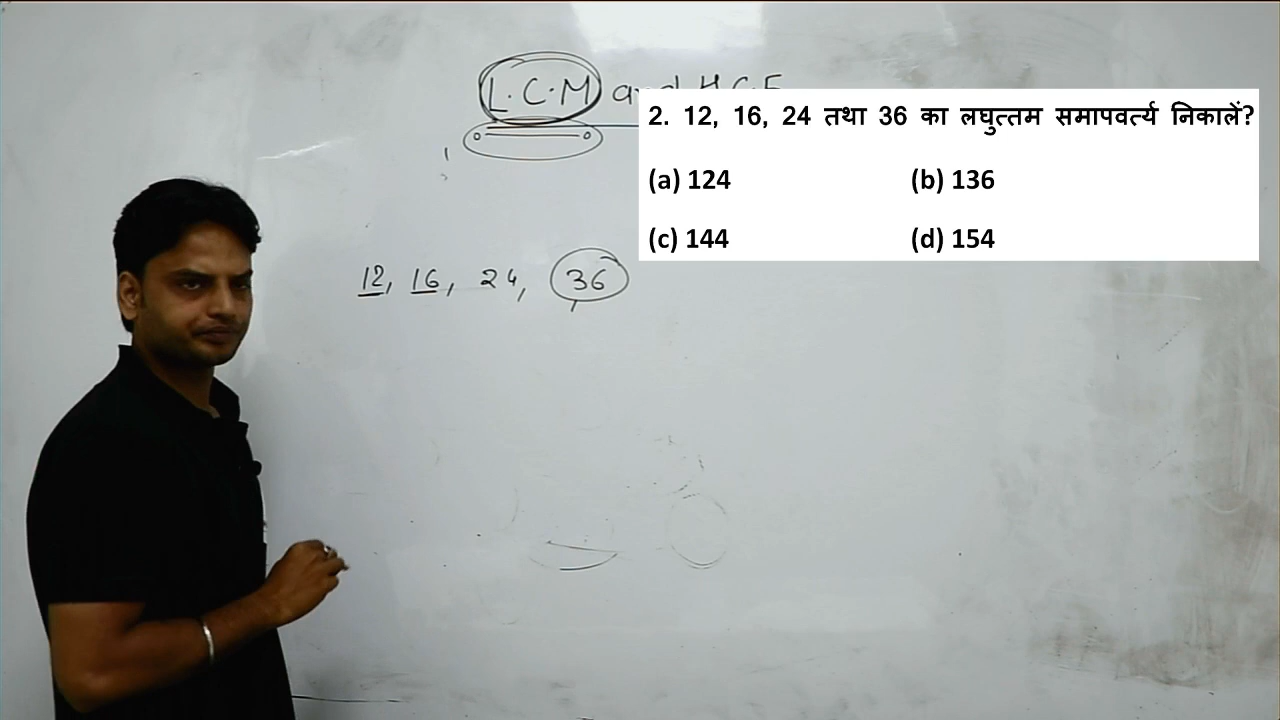 L.C.M and H.C.F
2. 12, 16, 24 तथा 36 का लघुत्तम समापवर्त्य निकालें?
(a) 124 (b) 136
(c) 144 (d) 154
12, 16, 24, 36